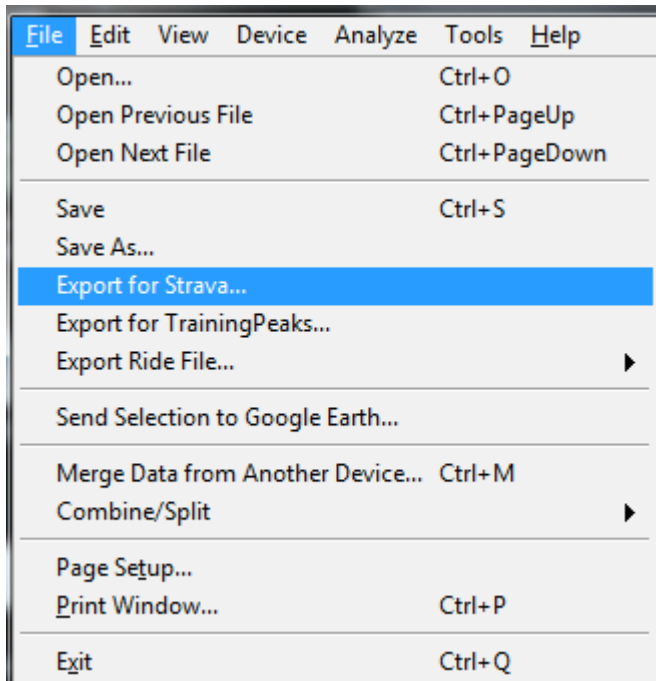 File Edit View Device Analyze Tools Help
Open... Ctrl+O
Open Previous File Ctrl+PageUp
Open Next File Ctrl+PageDown
Save Ctrl+S
Save As...
Export for Strava...
Export for TrainingPeaks...
Export Ride File...
Send Selection to Google Earth...
Merge Data from Another Device... Ctrl+M
Combine/Split
Page Setup...
Print Window... Ctrl+P
Exit Ctrl+Q